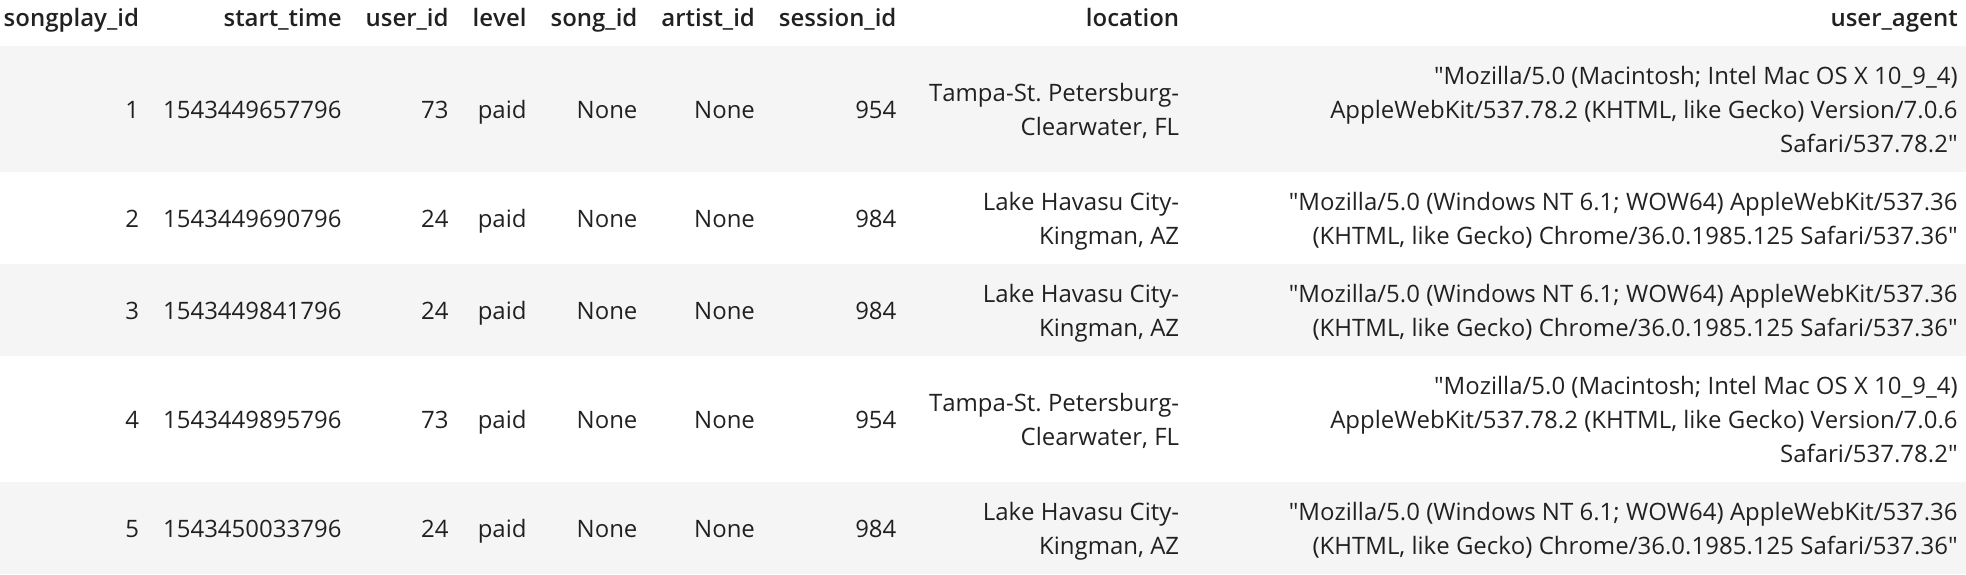 songplay_id start_time user_id level song_id artist_id session_id location user_agent
1 1543449657796 73 paid None None 954 Tampa-St. Petersburg-
Clearwater, FL
"Mozilla/5.0 (Macintosh; Intel Mac OS X 10_9_4)
AppleWebKit/537.78.2 (KHTML, like Gecko) Version/7.0.6
Safari/537.78.2"
2 1543449690796 24 paid None None 984 Lake Havasu City-
Kingman, AZ
"Mozilla/5.0 (Windows NT 6.1; WOW64) AppleWebKit/537.36
(KHTML, like Gecko) Chrome/36.0.1985.125 Safari/537.36"
3 1543449841796 24 paid None None 984 Lake Havasu City-
Kingman, AZ
"Mozilla/5.0 (Windows NT 6.1; WOW64) AppleWebKit/537.36
(KHTML, like Gecko) Chrome/36.0.1985.125 Safari/537.36"
4 1543449895796 73 paid None None 954 Tampa-St. Petersburg-
Clearwater, FL
"Mozilla/5.0 (Macintosh; Intel Mac OS X 10_9_4)
AppleWebKit/537.78.2 (KHTML, like Gecko) Version/7.0.6
Safari/537.78.2"
5 1543450033796 24 paid None None 984 Lake Havasu City-
Kingman, AZ
"Mozilla/5.0 (Windows NT 6.1; WOW64) AppleWebKit/537.36
(KHTML, like Gecko) Chrome/36.0.1985.125 Safari/537.36"